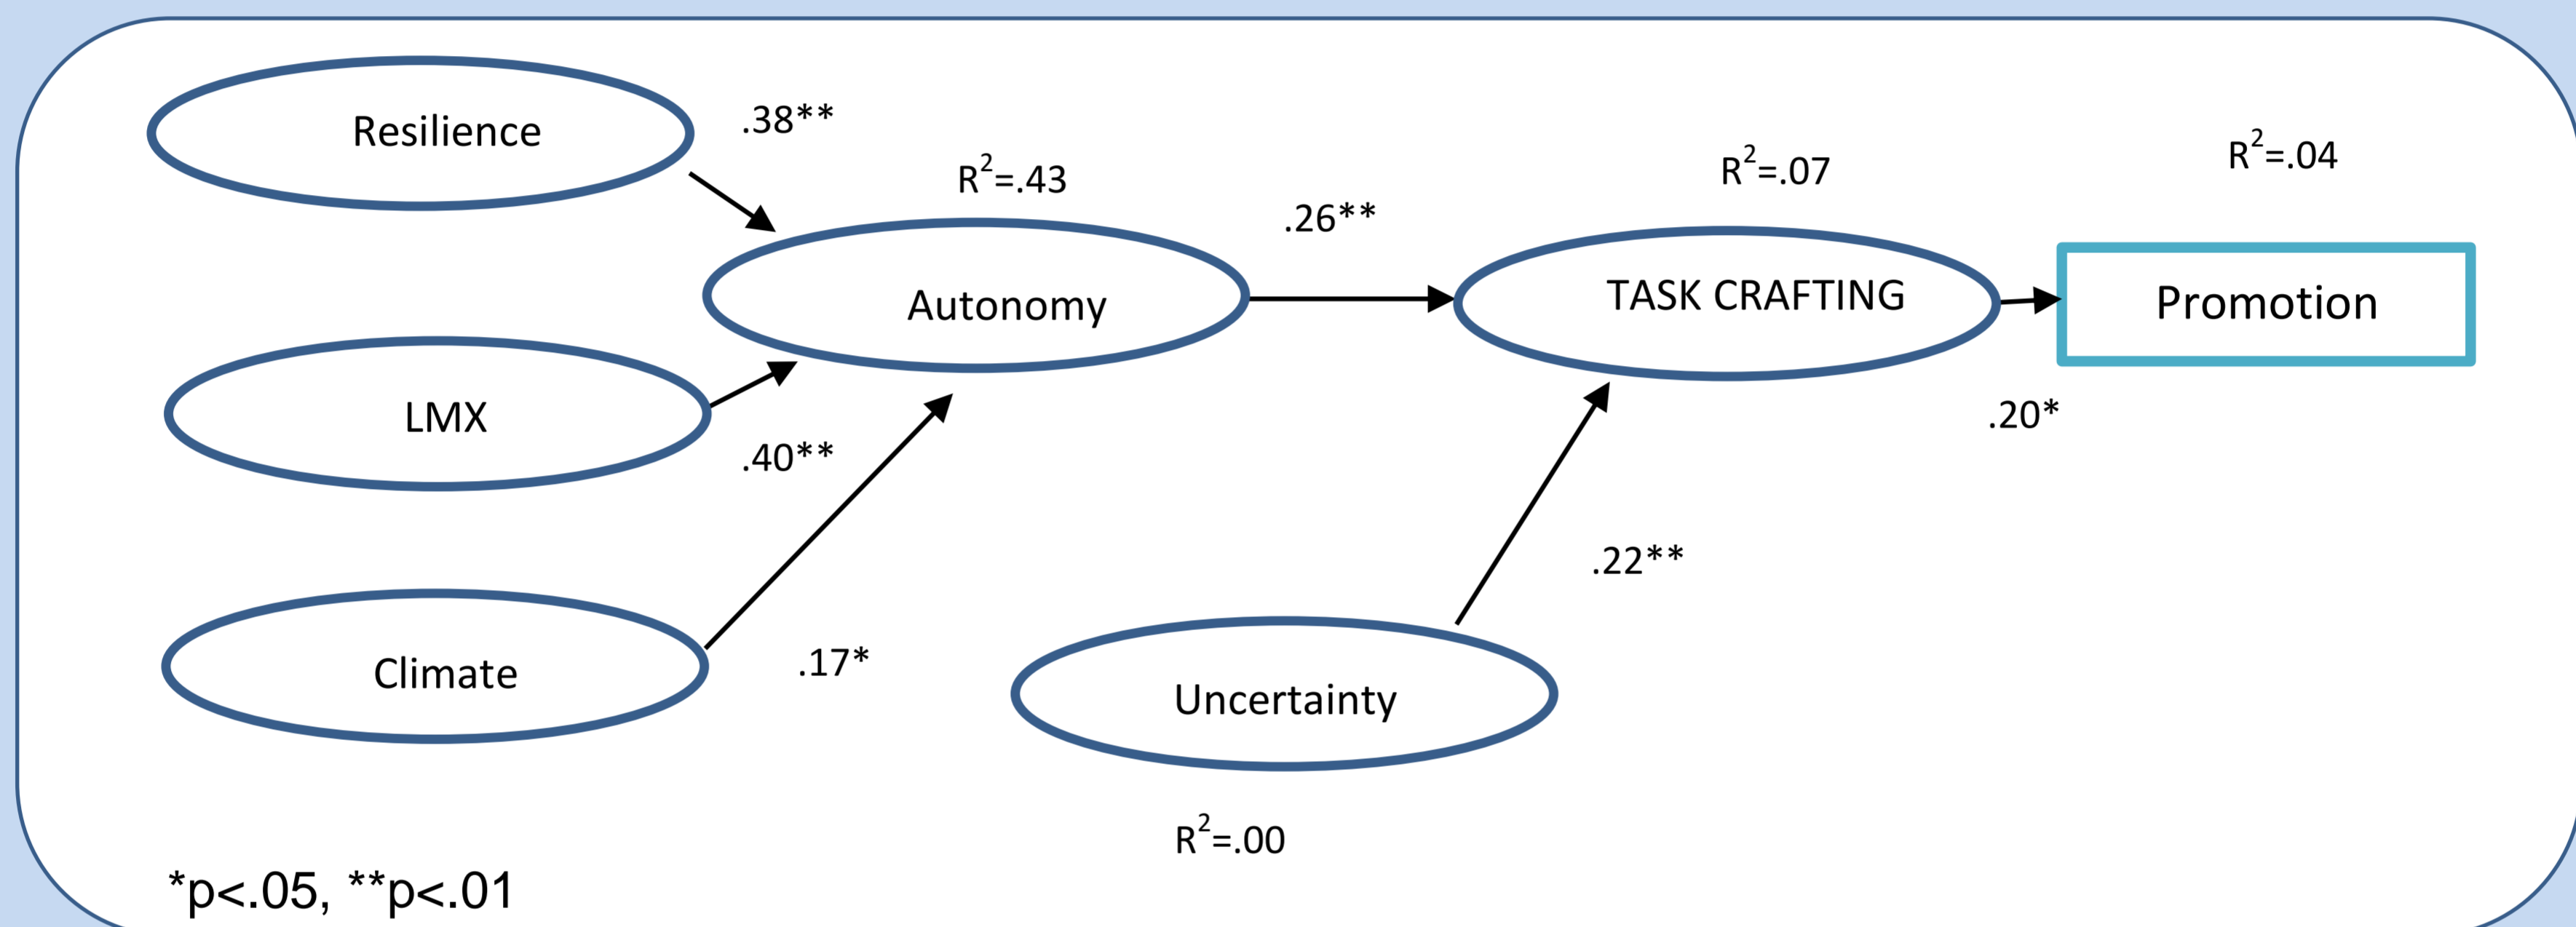 Resilience
.38**
R²=.43
.26**
R²=.07
R²=.04
Autonomy
TASK CRAFTING
Promotion
LMX
.40**
.20*
Climate
.17*
.22**
Uncertainty
R²=.00
*p<.05, **p<.01